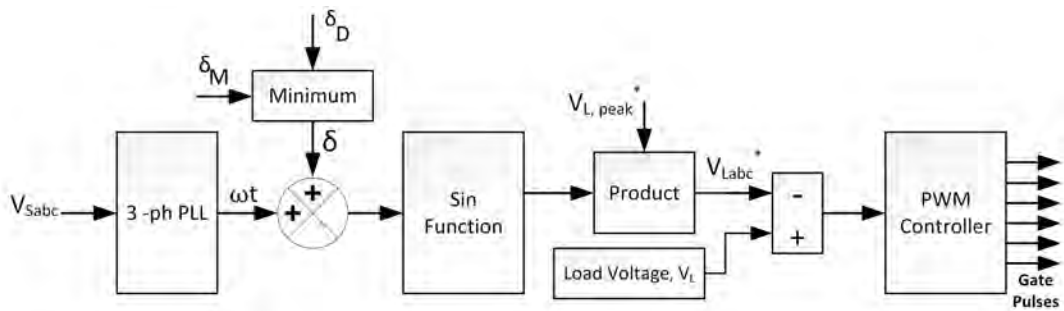 δD
δM
Minimum
δ
VSabc
3 -ph PLL
ωt
+
+
Sin
Function
VL, peak*
Product
VLabc*
-
+
Load Voltage, VL
PWM
Controller
Gate
Pulses